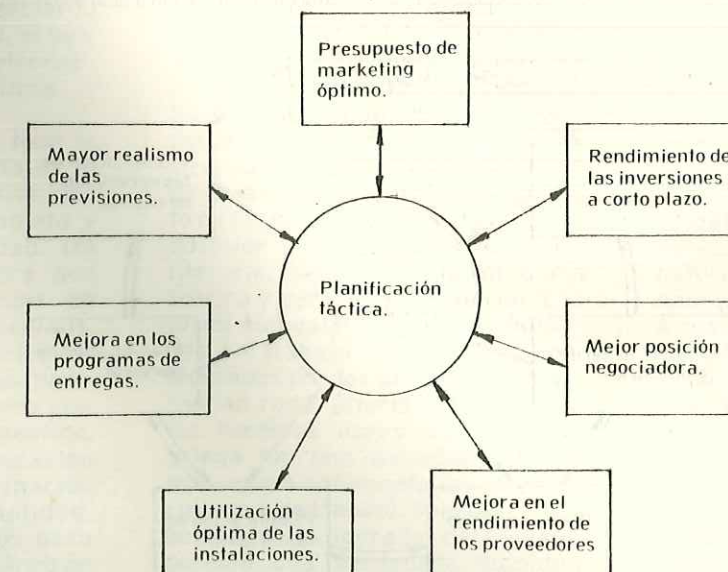 Presupuesto de
marketing
óptimo.
Mayor realismo
de las
previsiones.
Rendimiento de
las inversiones
a corto plazo.
Planificación
táctica.
Mejora en los
programas de
entregas.
Mejor posición
negociadora.
Utilización
óptima de las
instalaciones.
Mejora en el
rendimiento de
los proveedores